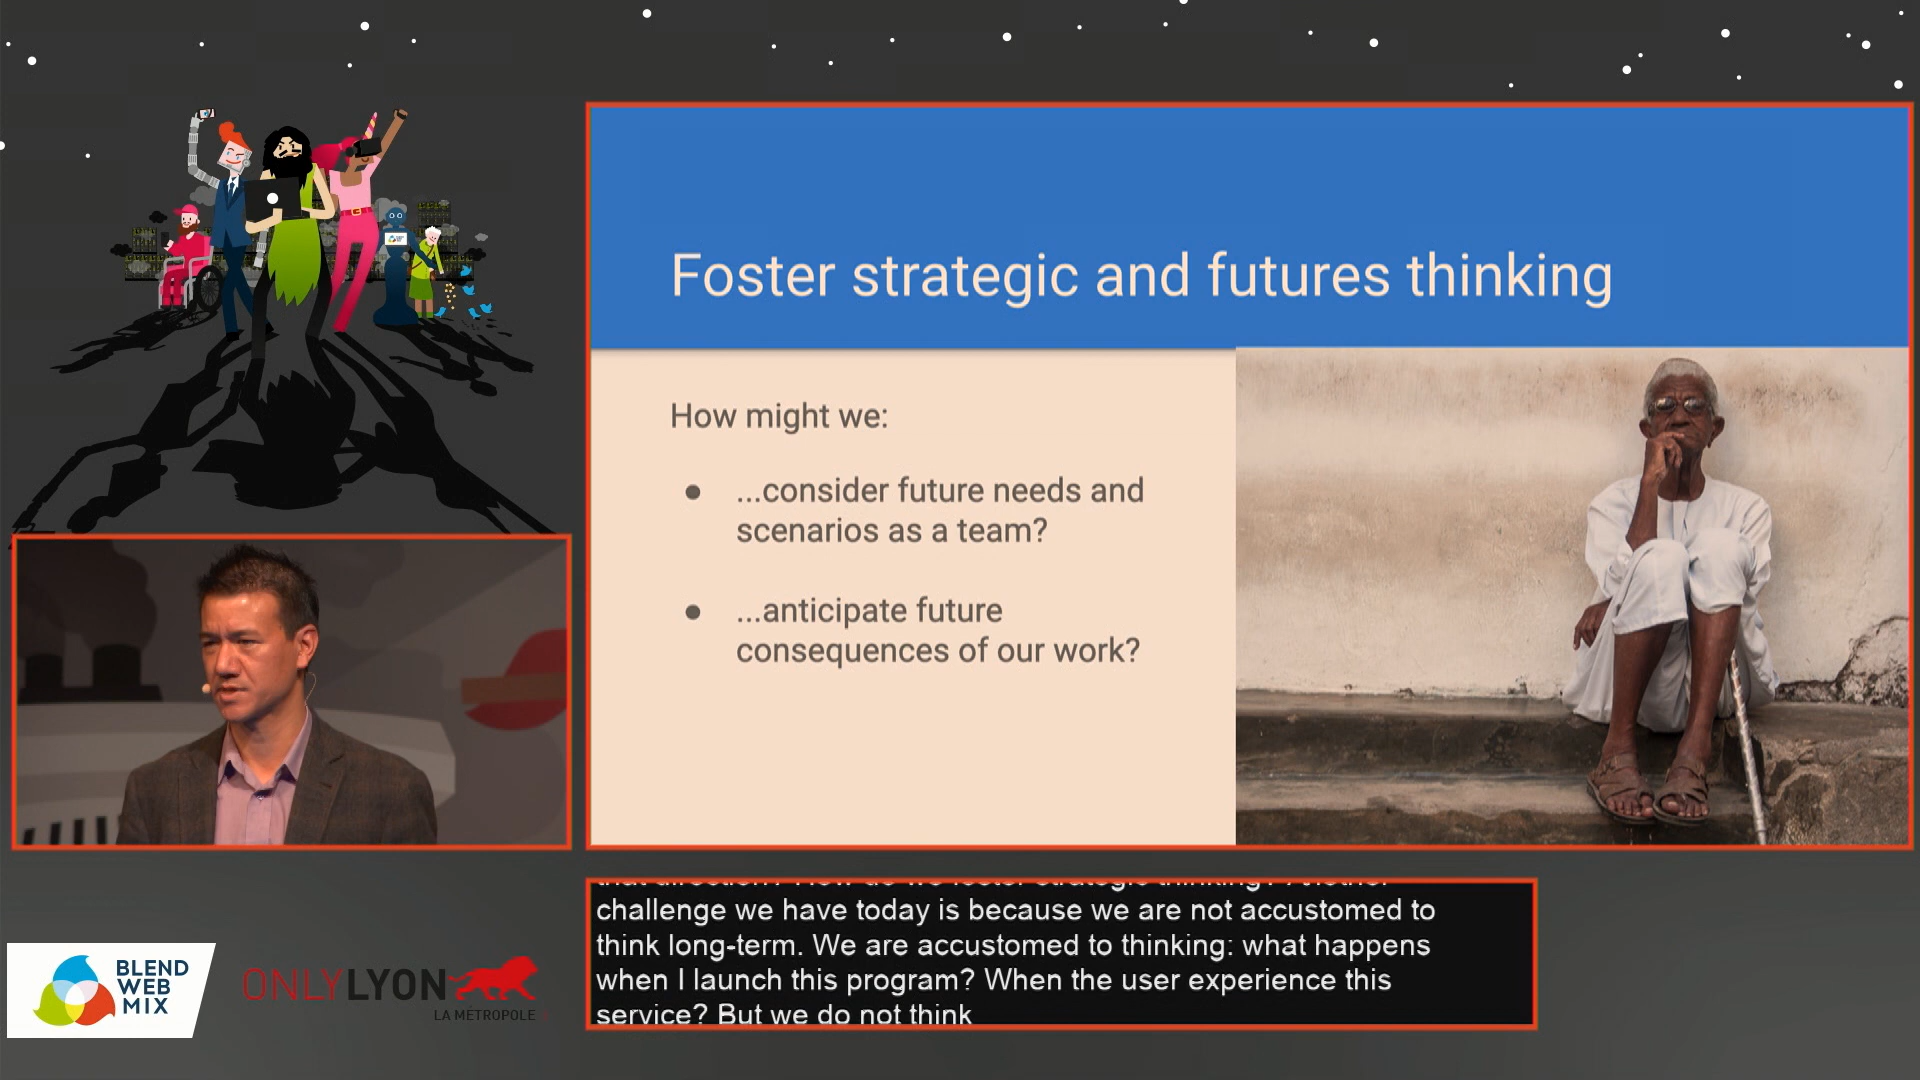 Foster strategic and futures thinking
How might we:
● ...consider future needs and
scenarios as a team?
● ...anticipate future
consequences of our work?
challenge we have today is because we are not accustomed to
think long-term. We are accustomed to thinking: what happens
when I launch this program? When the user experience this
service? But we do not think
BLEND
WEB
MIX
ONLYLYON
LA MÉTROPOLE